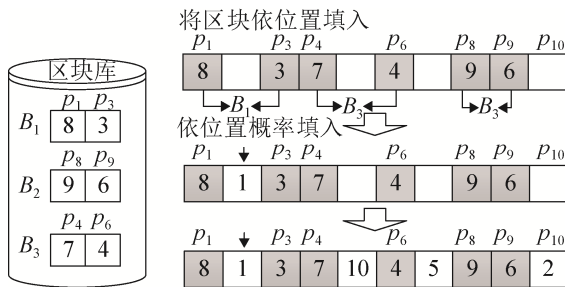 区块库
p1 p3
B1 8 3
p8 p9
B2 9 6
p4 p6
B3 7 4
将区块依位置填入
p1 p3 p4 p6 p8 p9 p10
8 3 7 4 9 6
B1 B3 B3
依位置概率填入
p1 p3 p4 p6 p8 p9 p10
8 1 3 7 4 9 6
p1 p3 p4 p6 p8 p9 p10
8 1 3 7 10 4 5 9 6 2